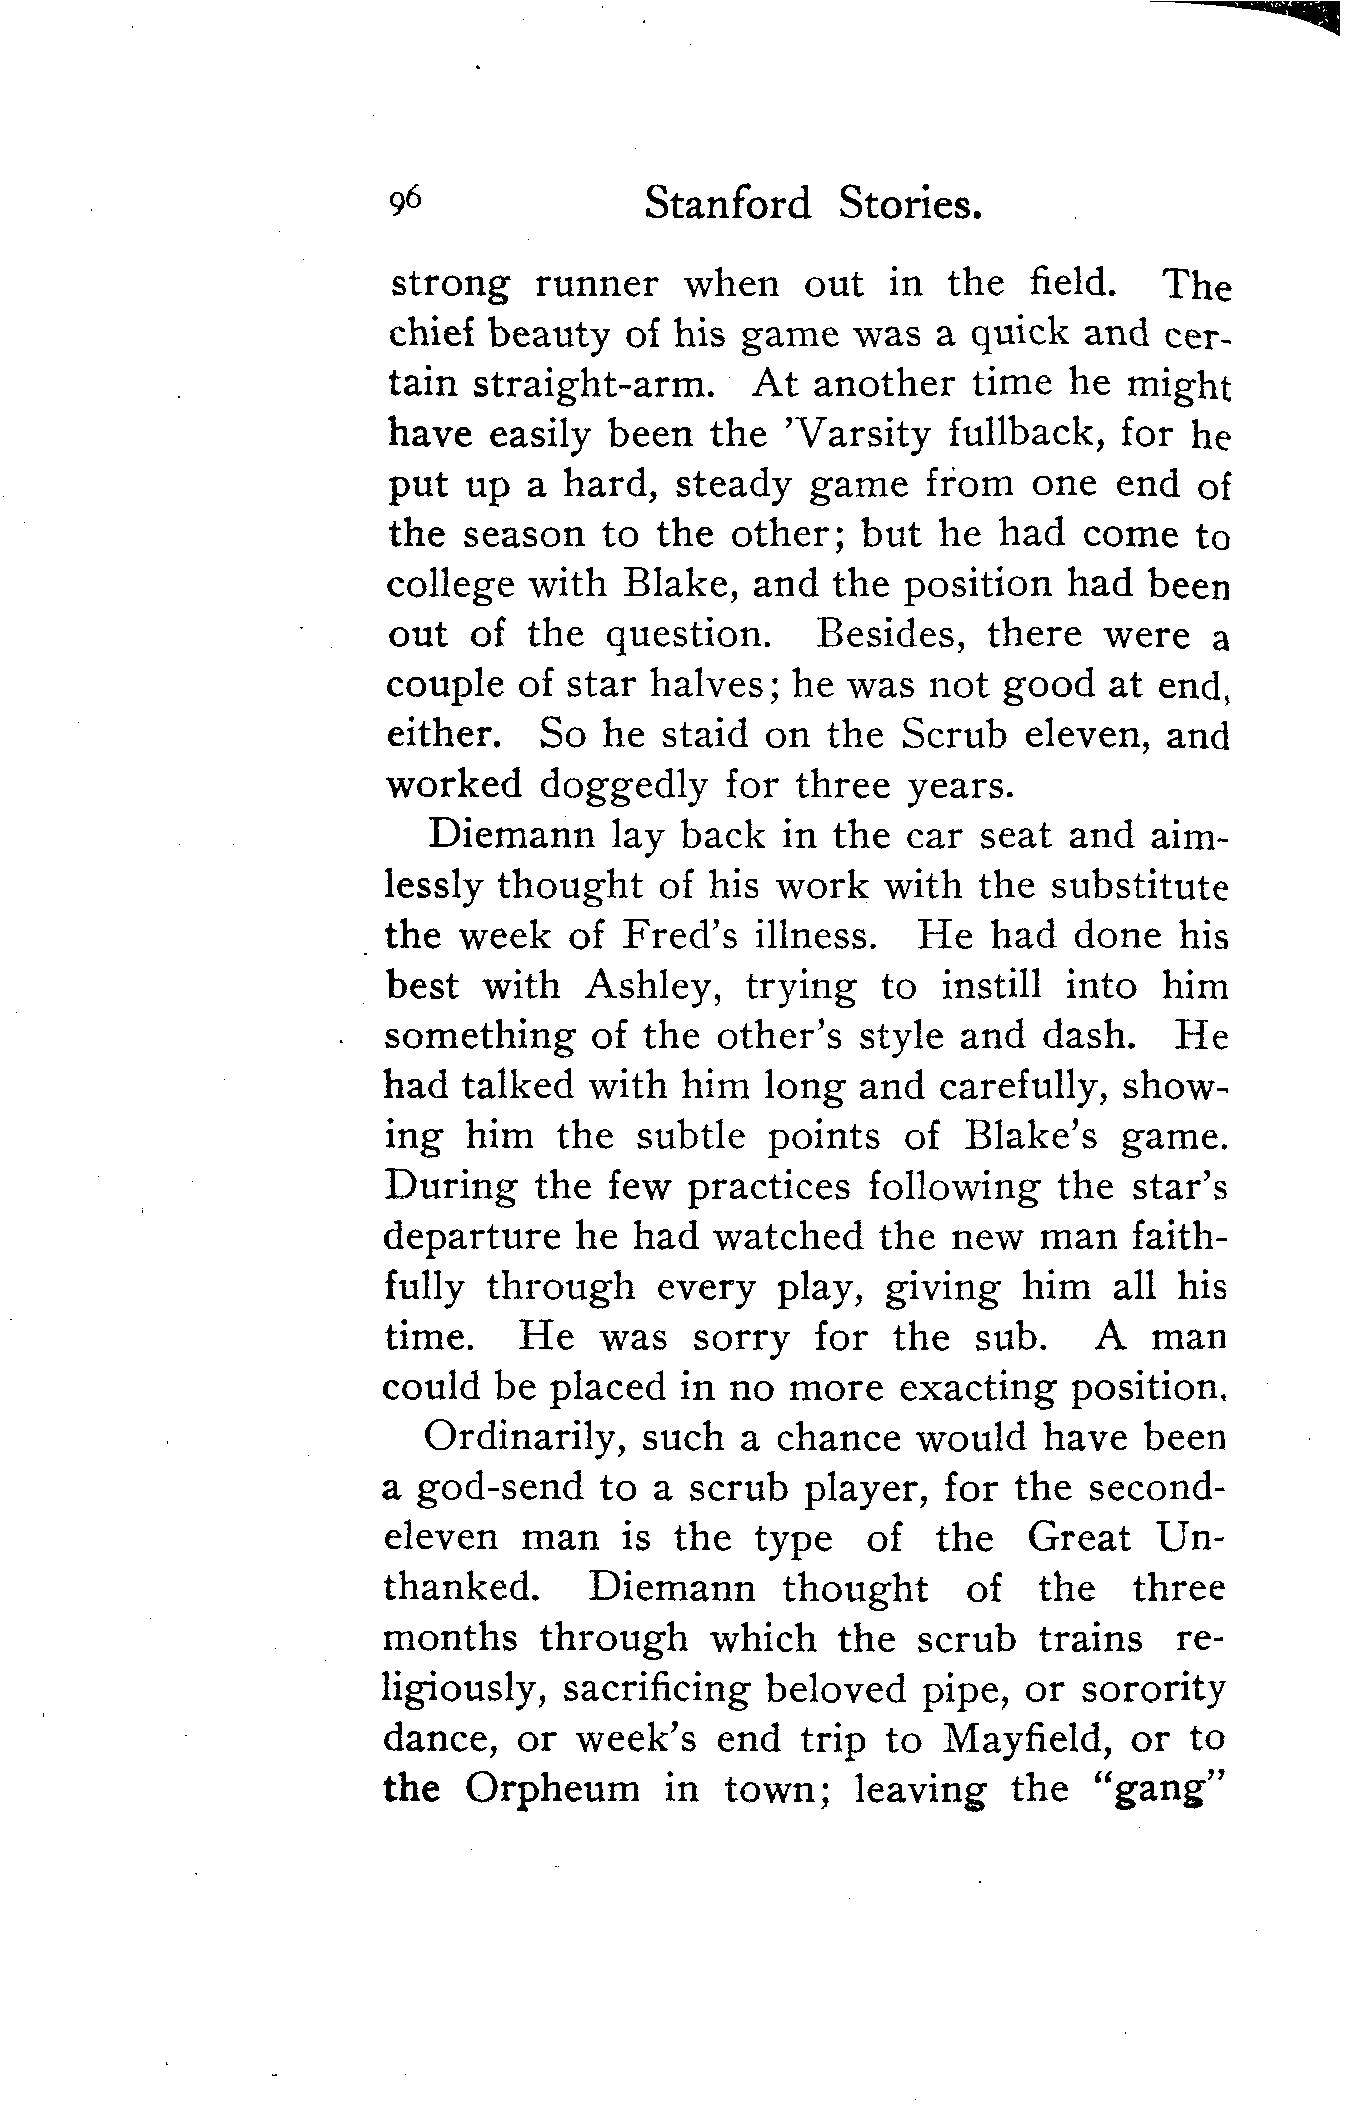 96 Stanford Stories.
strong runner when out in the field. The
chief beauty of his game was a quick and cer-
tain straight-arm. At another time he might
have easily been the ’Varsity fullback, for he
put up a hard, steady game from one end of
the season to the other; but he had come to
college with Blake, and the position had been
out of the question. Besides, there were a
couple of star halves; he was not good at end,
either. So he staid on the Scrub eleven, and
worked doggedly for three years.
Diemann lay back in the car seat and aim-
lessly thought of his work with the substitute
the week of Fred’s illness. He had done his
best with Ashley, trying to instill into him
something of the other’s style and dash. He
had talked with him long and carefully, show-
ing him the subtle points of Blake’s game.
During the few practices following the star’s
departure he had watched the new man faith-
fully through every play, giving him all his
time. He was sorry for the sub. A man
could be placed in no more exacting position.
Ordinarily, such a chance would have been
a god-send to a scrub player, for the second-
eleven man is the type of the Great Un-
thanked. Diemann thought of the three
months through which the scrub trains re-
ligiously, sacrificing beloved pipe, or sorority
dance, or week’s end trip to Mayfield, or to
the Orpheum in town; leaving the “gang”